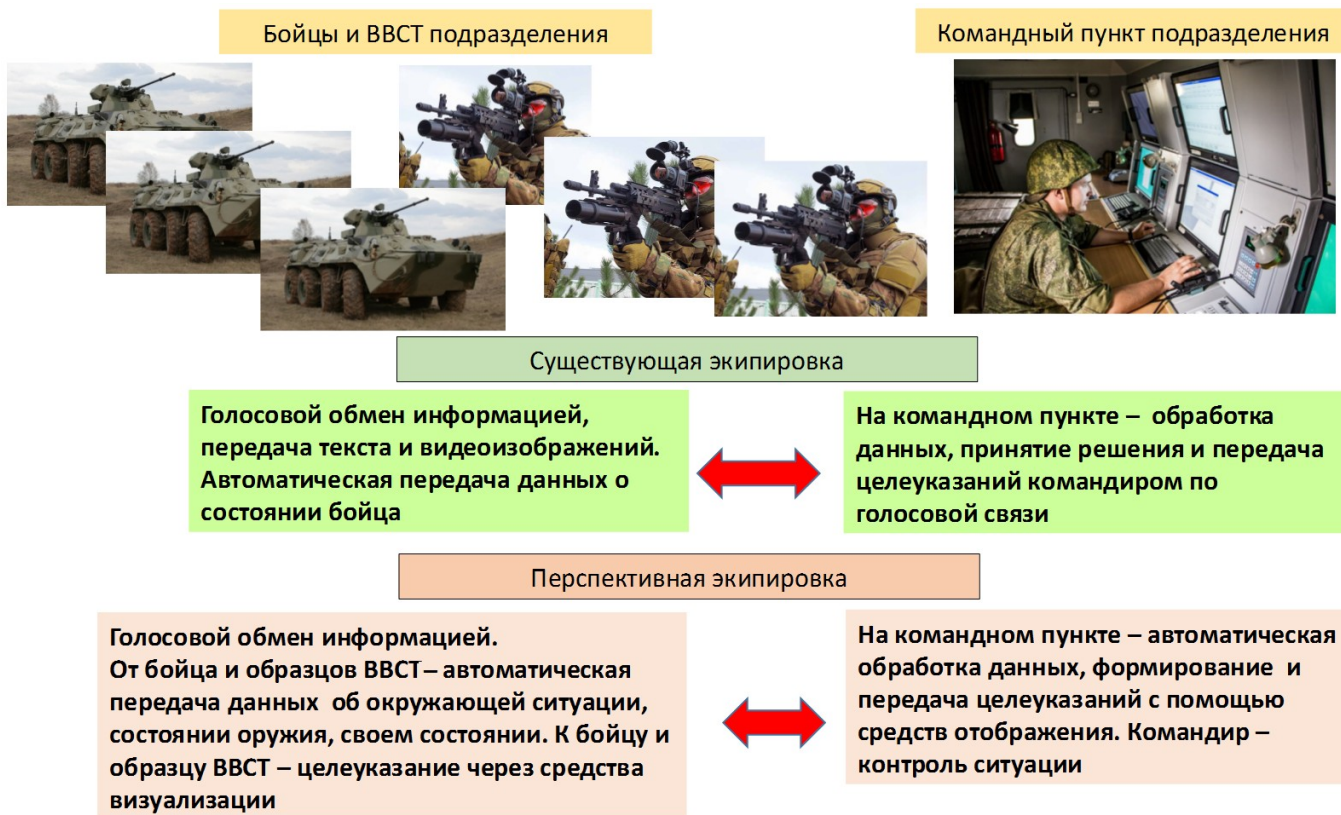 Бойцы и ВВСТ подразделения
Командный пункт подразделения
Существующая экипировка
Голосовой обмен информацией,
передача текста и видеоизображений.
Автоматическая передача данных о
состоянии бойца
На командном пункте – обработка
данных, принятие решения и передача
целеуказаний командиром по
голосовой связи
Перспективная экипировка
Голосовой обмен информацией.
От бойца и образцов ВВСТ– автоматическая
передача данных об окружающей ситуации,
состоянии оружия, своем состоянии. К бойцу и
образцу ВВСТ – целеуказание через средства
визуализации
На командном пункте – автоматическая
обработка данных, формирование и
передача целеуказаний с помощью
средств отображения. Командир –
контроль ситуации